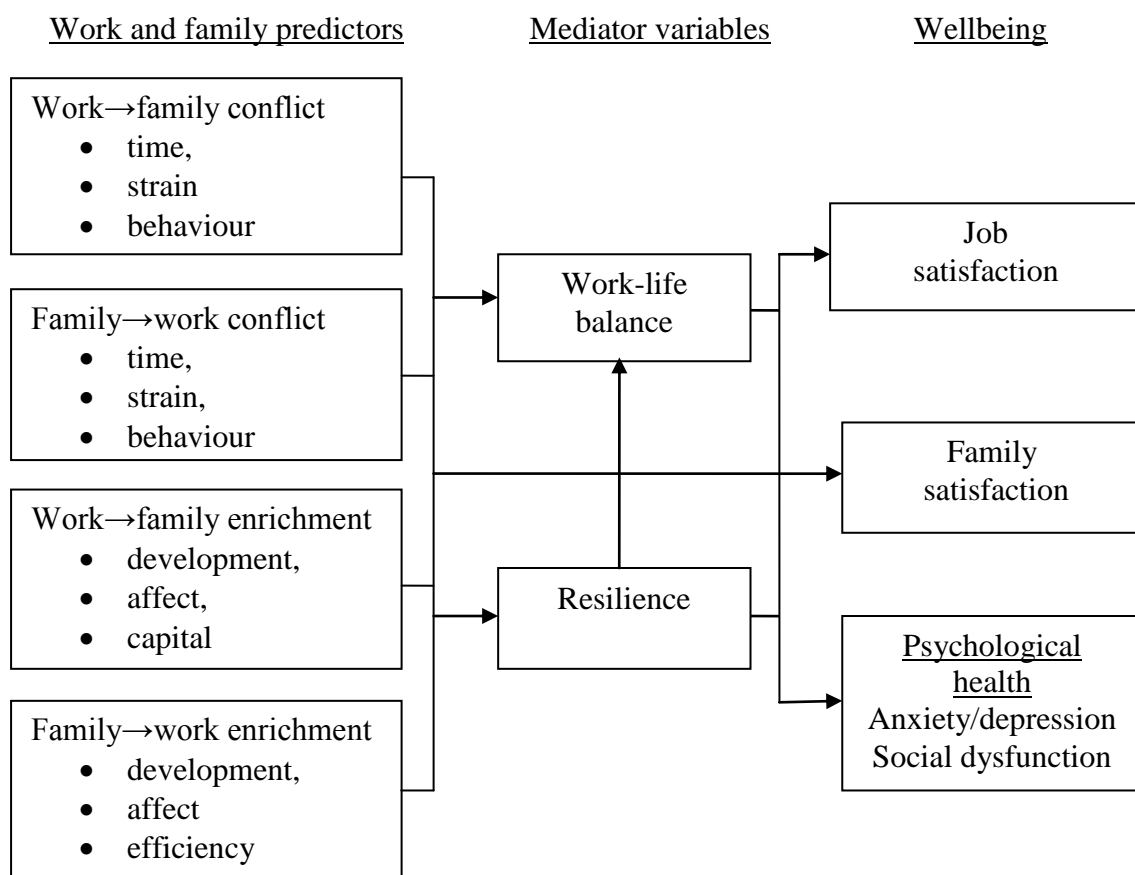 Work and family predictors
Mediator variables
Wellbeing
Work→family conflict
• time,
• strain
• behaviour
Family→work conflict
• time,
• strain,
• behaviour
Work→family enrichment
• development,
• affect,
• capital
Family→work enrichment
• development,
• affect
• efficiency
Work-life
balance
Resilience
Job
satisfaction
Family
satisfaction
Psychological
health
Anxiety/depression
Social dysfunction